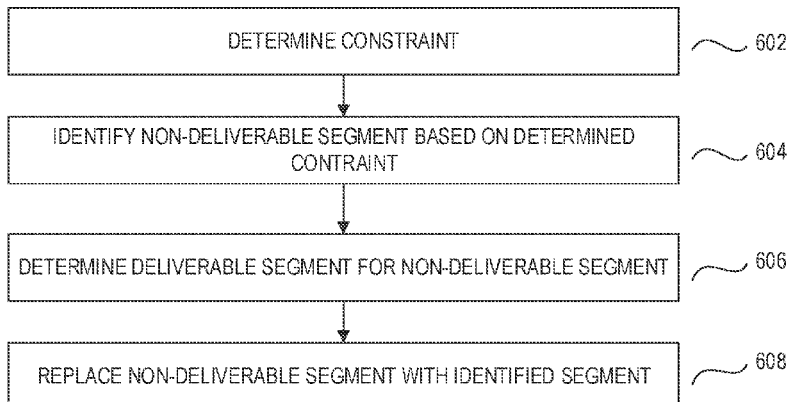 DETERMINE CONSTRAINT
602
IDENTIFY NON-DELIVERABLE SEGMENT BASED ON DETERMINED
CONTRAINT
604
DETERMINE DELIVERABLE SEGMENT FOR NON-DELIVERABLE SEGMENT
606
REPLACE NON-DELIVERABLE SEGMENT WITH IDENTIFIED SEGMENT
608